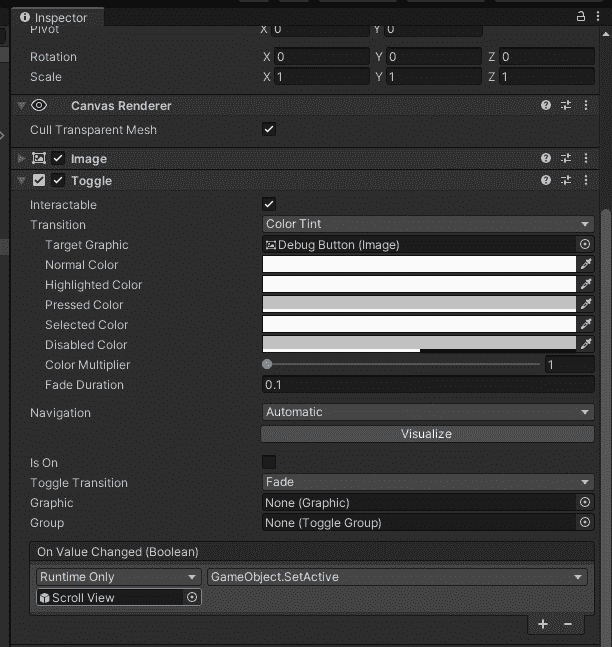 Inspector
Pivot X 0 Y 0
Rotation X 0 Y 0 Z 0
Scale X 1 Y 1 Z 1
Canvas Renderer
Cull Transparent Mesh
Image
Toggle
Interactable
Transition Color Tint
Target Graphic Debug Button (Image)
Normal Color
Highlighted Color
Pressed Color
Selected Color
Disabled Color
Color Multiplier 1
Fade Duration 0.1
Navigation Automatic
Visualize
Is On
Toggle Transition Fade
Graphic None (Graphic)
Group None (Toggle Group)
On Value Changed (Boolean)
Runtime Only GameObject.SetActive
Scroll View